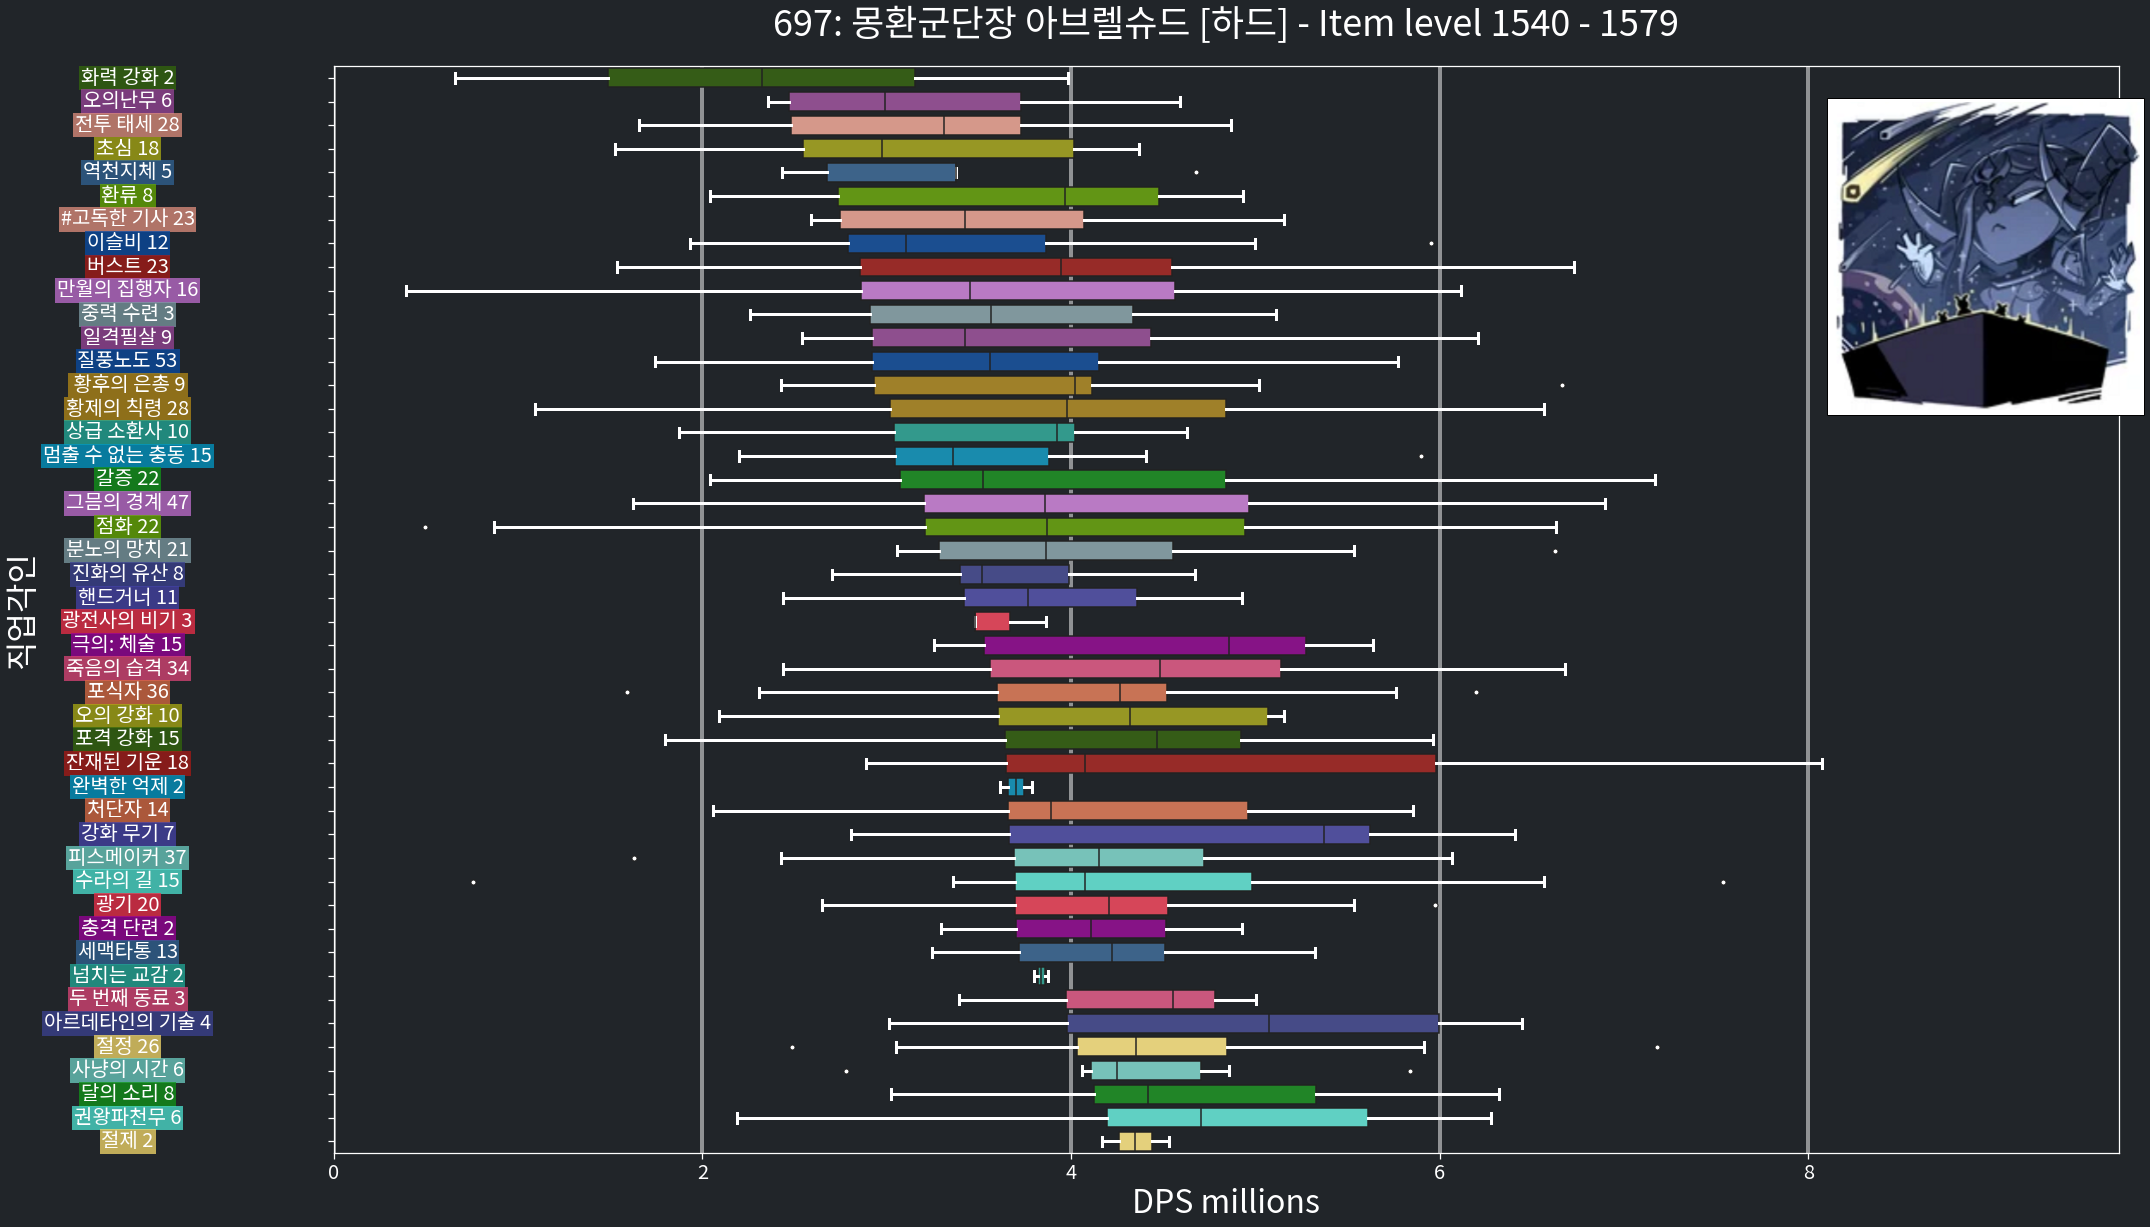 697: 몽환군단장 아브렐슈드 [하드] - Item level 1540 - 1579
화력 강화 2
오의난무 6
전투 태세 28
초심 18
역천지체 5
환류 8
#고독한 기사 23
이슬비 12
버스트 23
만월의 집행자 16
중력 수련 3
일격필살 9
질풍노도 53
황후의 은총 9
황제의 칙령 28
상급 소환사 10
멈출 수 없는 충동 15
갈증 22
그믐의 경계 47
점화 22
분노의 망치 21
진화의 유산 8
핸드거너 11
광전사의 비기 3
극의: 체술 15
죽음의 습격 34
포식자 36
오의 강화 10
포격 강화 15
잔재된 기운 18
완벽한 억제 2
처단자 14
강화 무기 7
피스메이커 37
수라의 길 15
광기 20
충격 단련 2
세맥타통 13
넘치는 교감 2
두 번째 동료 3
아르데타인의 기술 4
절정 26
사냥의 시간 6
달의 소리 8
권왕파천무 6
절제 2
직업각인
0 2 4 6 8
DPS millions